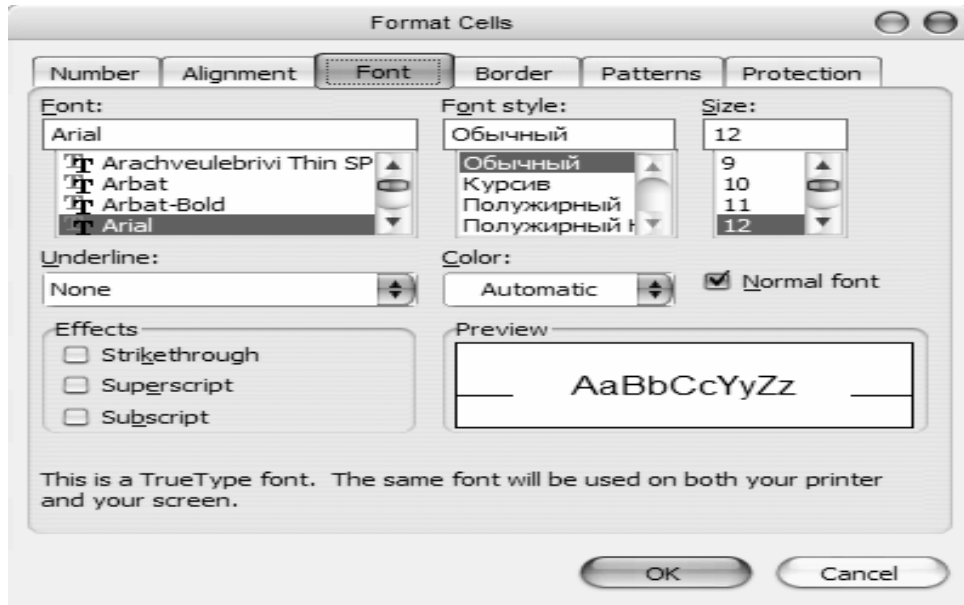 Format Cells
Number Alignment Font Border Patterns Protection
Font: Font style: Size:
Arial Обычный 12
Arachveulebrivi Thin SP Обычный 9
Arbat Курсив 10
Arbat-Bold Полужирный 11
Arial Полужирный 12
Underline: Color:
None Automatic Normal font
Effects Preview
Strikethrough
Superscript AaBbCcYyZz
Subscript
This is a TrueType font. The same font will be used on both your printer
and your screen.
OK Cancel